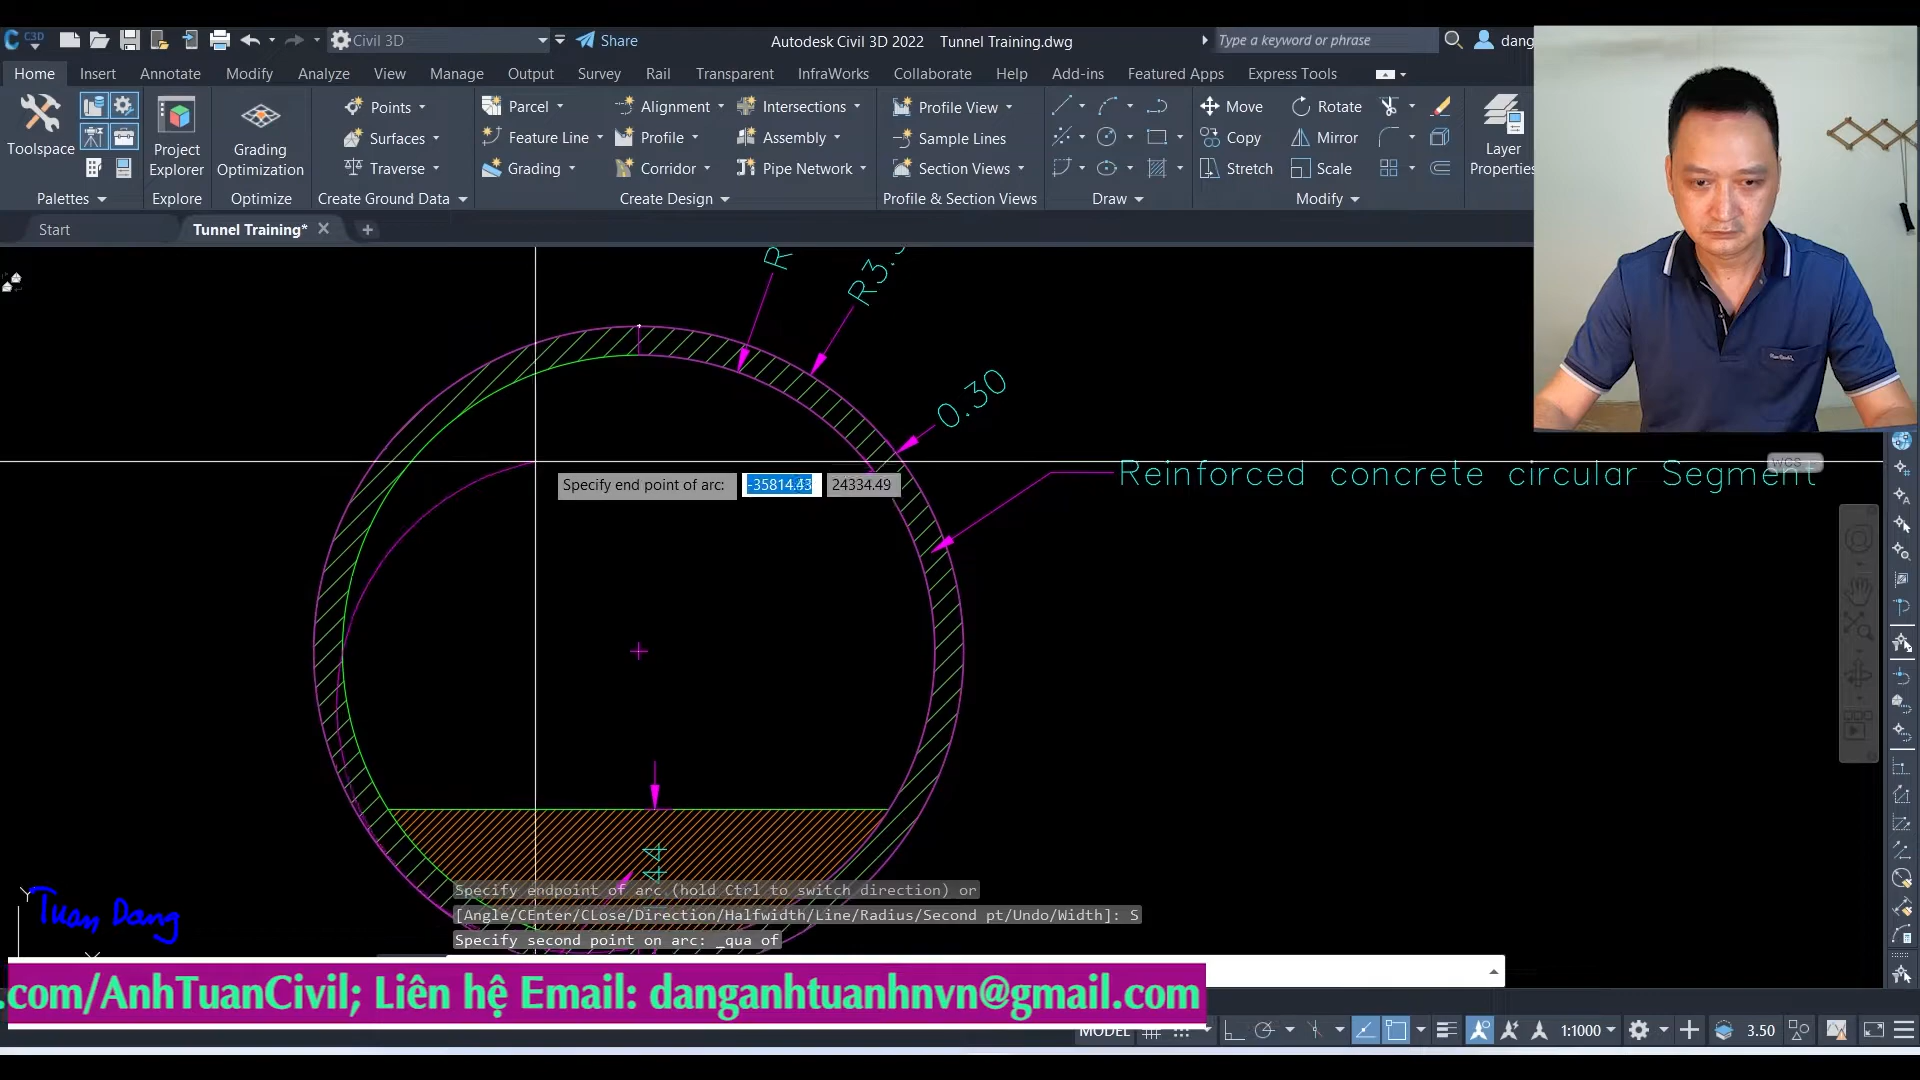 C3D
Civil 3D
Share
Autodesk Civil 3D 2022 Tunnel Training.dwg
Type a keyword or phrase
dang
Home Insert Annotate Modify Analyze View Manage Output Survey Rail Transparent InfraWorks Collaborate Help Add-ins Featured Apps Express Tools
Points Parcel Alignment Intersections Profile View Move Rotate
Surfaces Feature Line Profile Assembly Sample Lines Copy Mirror
Toolspace Project Explorer Grading Optimization Layer Properties
Traverse Grading Corridor Pipe Network Section Views Stretch Scale
Palettes Explore Optimize Create Ground Data Create Design Profile & Section Views Draw Modify
Start Tunnel Training*
R
R3.
0.30
WCS
Reinforced concrete circular Segment
Specify end point of arc: -35814.43 24334.49
44
Specify endpoint of arc (hold Ctrl to switch direction) or
[Angle/CEnter/CLose/Direction/Halfwidth/Line/Radius/Second pt/Undo/Width]: S
Specify second point on arc: _qua of
Y
Tuan Dang
.com/AnhTuanCivil; Liên hệ Email: danganhtuanhnvn@gmail.com
MODEL 1:1000 3.50